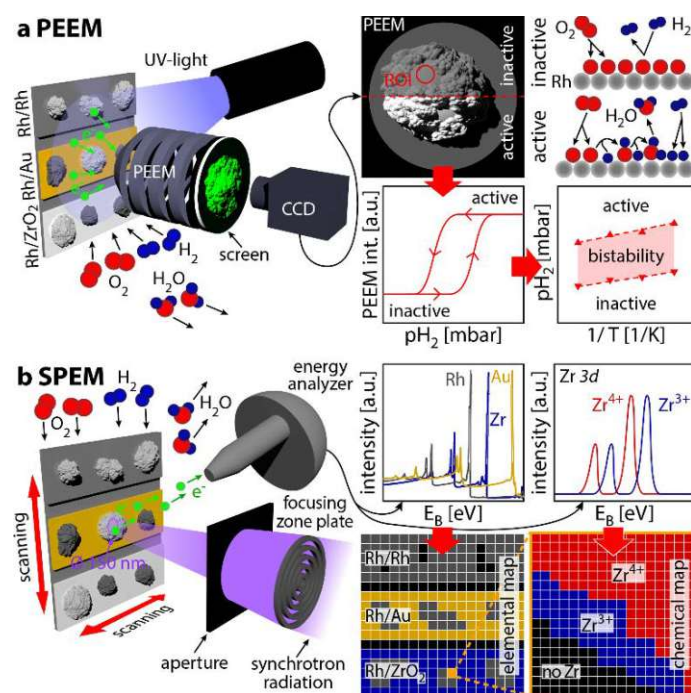 a PEEM
UV-light
Rh/Rh
Rh/Au
Rh/ZrO2
PEEM
CCD
screen
H2
O2
H2O
PEEM
ROI
inactive
active
O2
H2
inactive
Rh
H2O
active
PEEM int. [a.u.]
active
inactive
pH2 [mbar]
pH2 [mbar]
active
bistability
inactive
1/ T [1/K]
b SPEM
O2
H2
H2O
energy
analyzer
e-
focusing
zone plate
Ø 150 nm
scanning
scanning
aperture
synchrotron
radiation
intensity [a.u.]
Rh
Au
Zr
EB [eV]
intensity [a.u.]
Zr 3d
Zr4+
Zr3+
EB [eV]
Rh/Rh
Rh/Au
Rh/ZrO2
elemental map
Zr4+
Zr3+
no Zr
chemical map